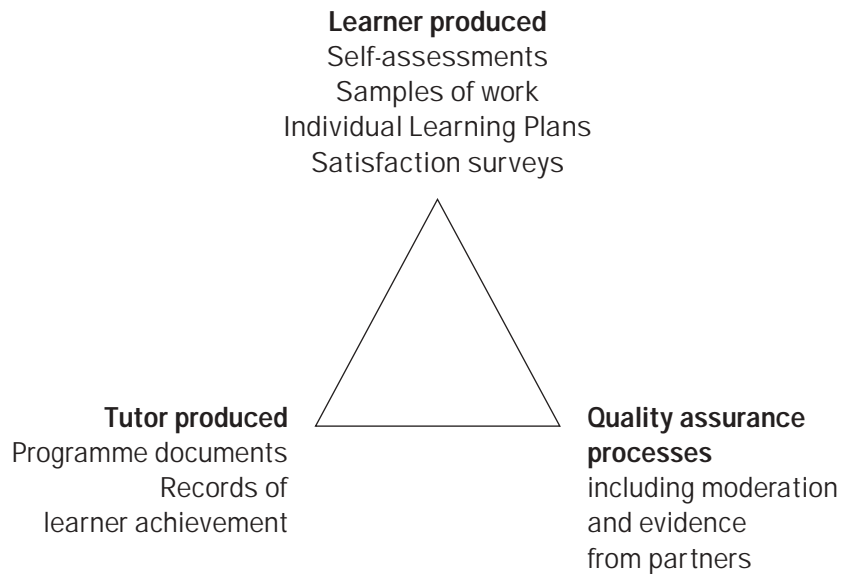 Learner produced
Self-assessments
Samples of work
Individual Learning Plans
Satisfaction surveys
Tutor produced
Programme documents
Records of
learner achievement
Quality assurance
processes
including moderation
and evidence
from partners